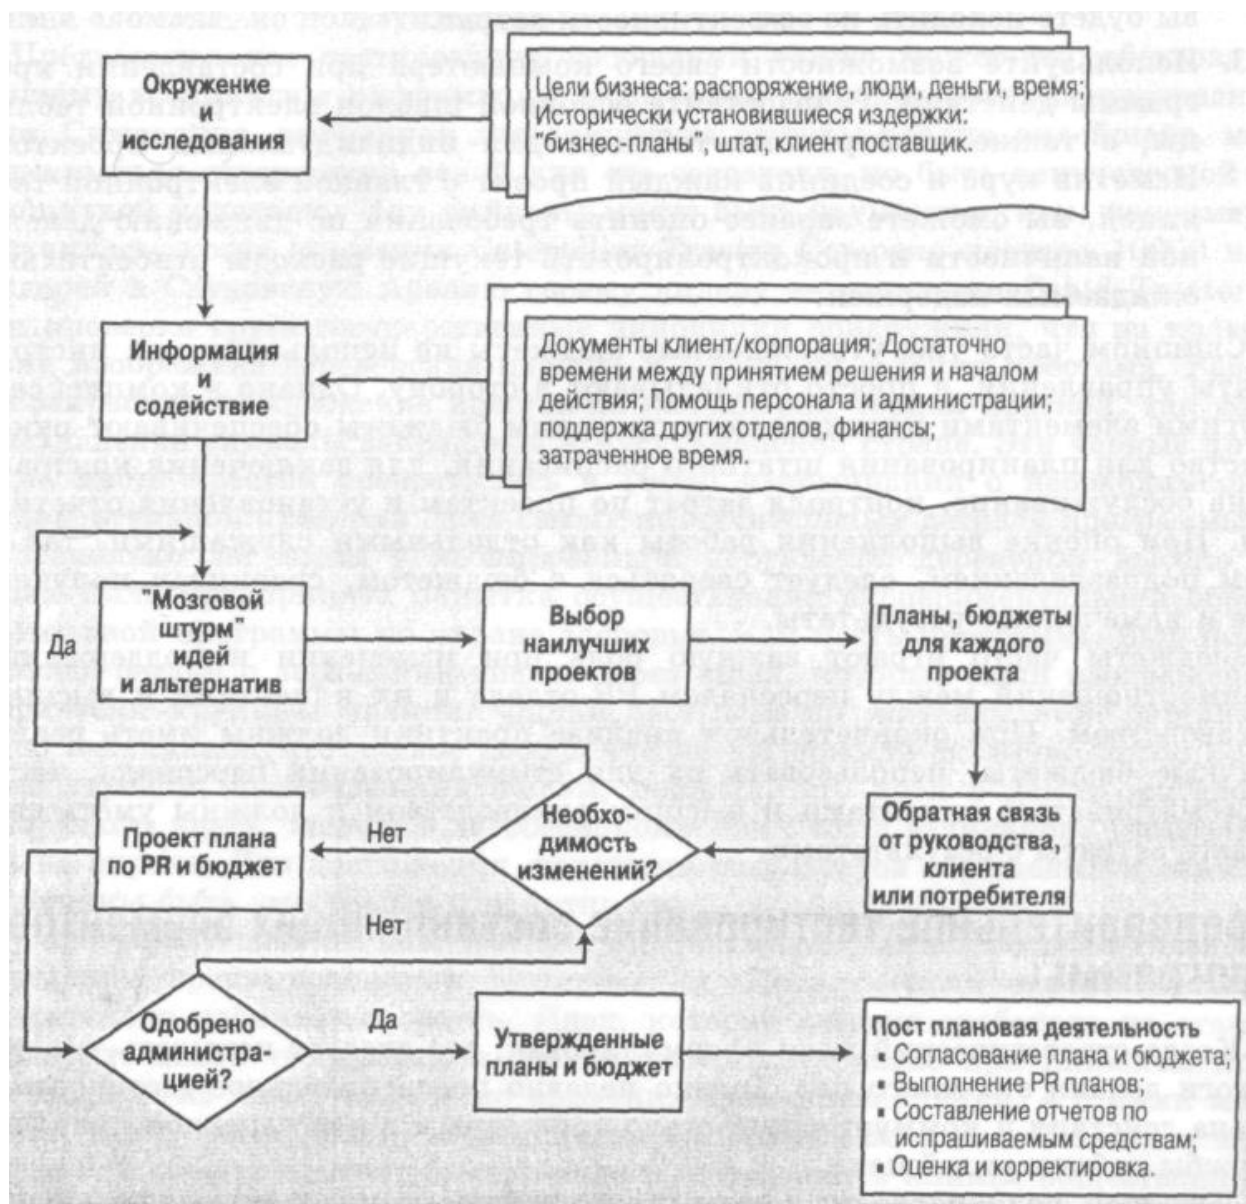 Окружение
и
исследования
Цели бизнеса: распоряжение, люди, деньги, время;
Исторически установившиеся издержки:
"бизнес-планы", штат, клиент поставщик.
Информация
и
содействие
Документы клиент/корпорация; Достаточно
времени между принятием решения и началом
действия; Помощь персонала и администрации;
поддержка других отделов, финансы;
затраченное время.
Да
"Мозговой
штурм"
идей
и альтернатив
Выбор
наилучших
проектов
Планы, бюджеты
для каждого
проекта
Проект плана
по PR и бюджет
Нет
Необхо-
димость
изменений?
Обратная связь
от руководства,
клиента
или потребителя
Нет
Одобрено
администра-
цией?
Да
Утвержденные
планы и бюджет
Пост плановая деятельность
▪ Согласование плана и бюджета;
▪ Выполнение PR планов;
▪ Составление отчетов по
испрашиваемым средствам;
▪ Оценка и корректировка.